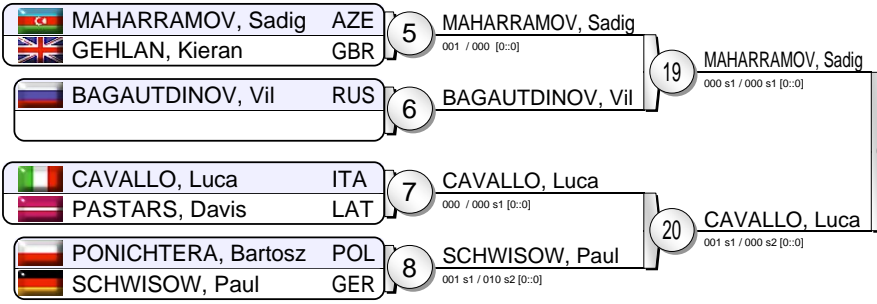 MAHARRAMOV, Sadig AZE
GEHLAN, Kieran GBR
5
MAHARRAMOV, Sadig
001 / 000 [0::0]
BAGAUTDINOV, Vil RUS
6
BAGAUTDINOV, Vil
19
MAHARRAMOV, Sadig
000 s1 / 000 s1 [0::0]
CAVALLO, Luca ITA
PASTARS, Davis LAT
7
CAVALLO, Luca
000 / 000 s1 [0::0]
PONICHTERA, Bartosz POL
SCHWISOW, Paul GER
8
SCHWISOW, Paul
001 s1 / 010 s2 [0::0]
20
CAVALLO, Luca
001 s1 / 000 s2 [0::0]